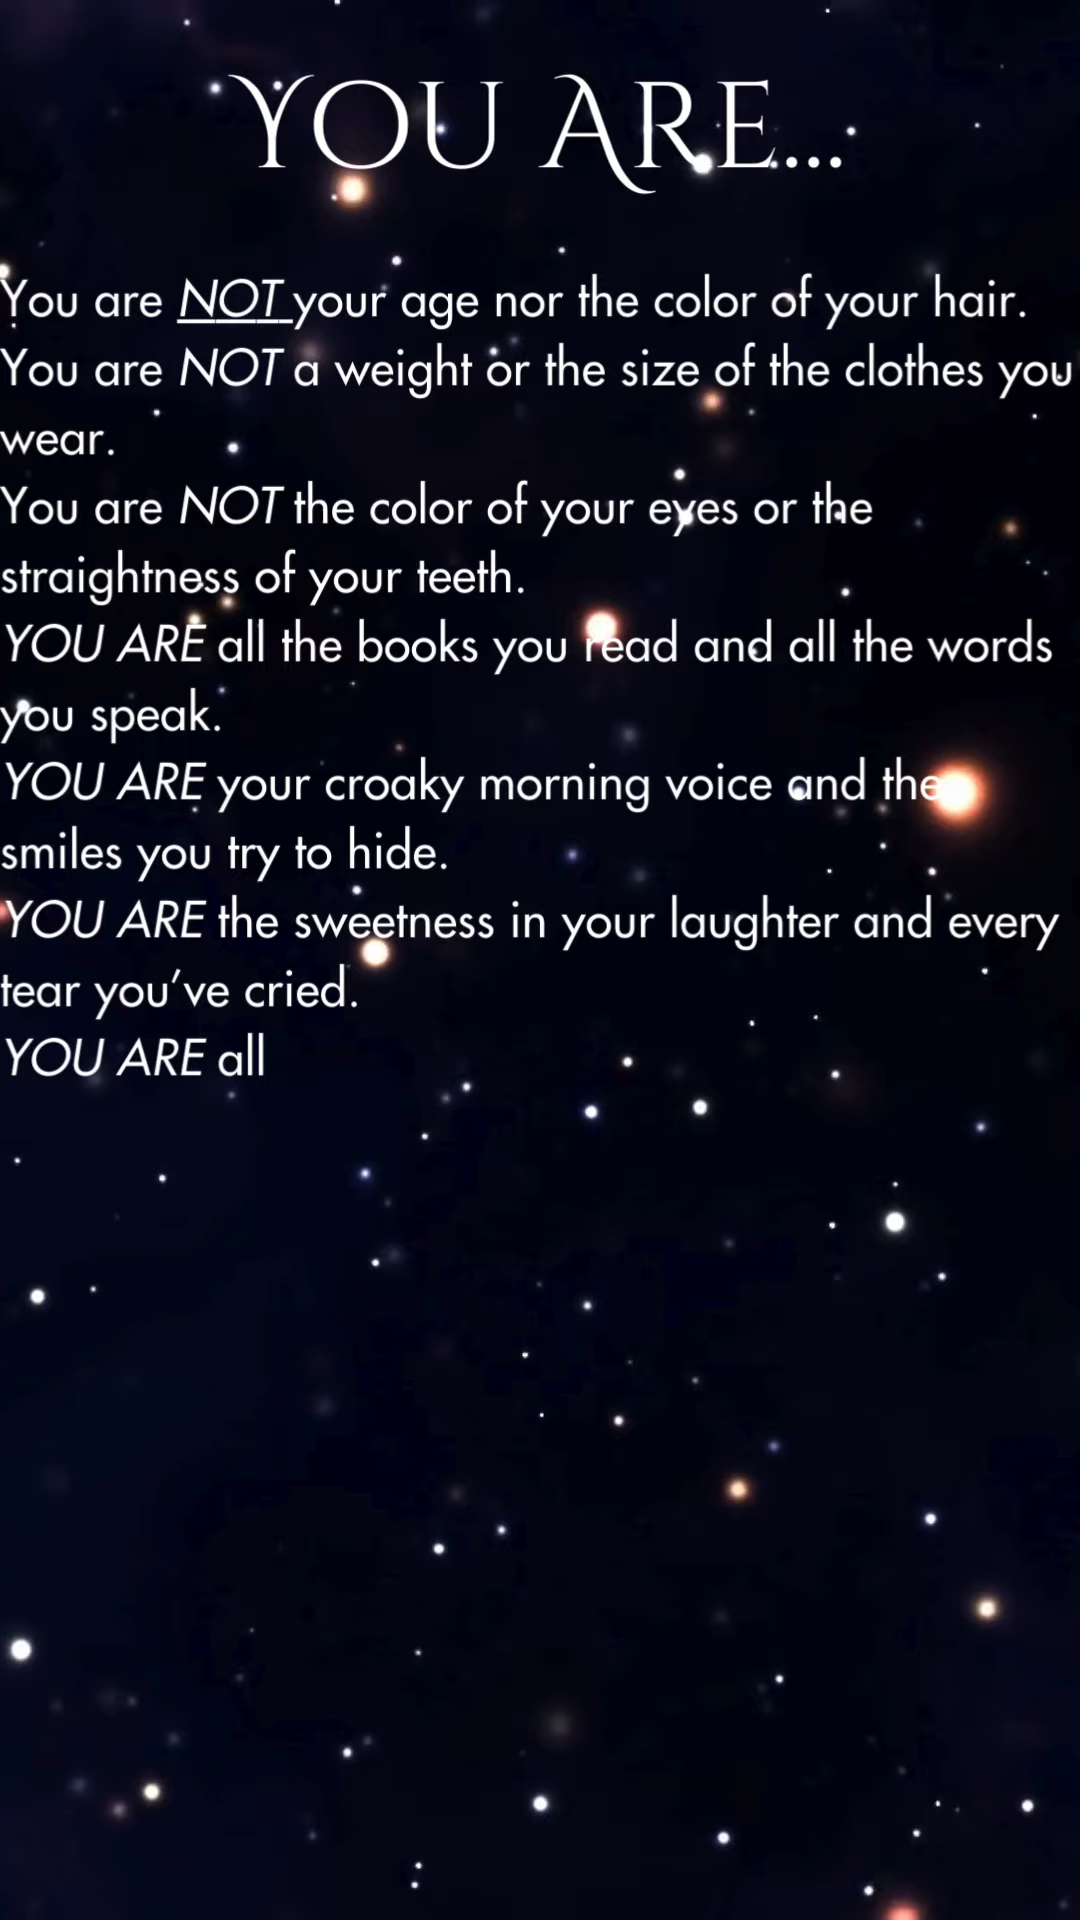 YOU ARE...
You are NOT your age nor the color of your hair.
You are NOT a weight or the size of the clothes you
wear.
You are NOT the color of your eyes or the
straightness of your teeth.
YOU ARE all the books you read and all the words
you speak.
YOU ARE your croaky morning voice and the
smiles you try to hide.
YOU ARE the sweetness in your laughter and every
tear you’ve cried.
YOU ARE all